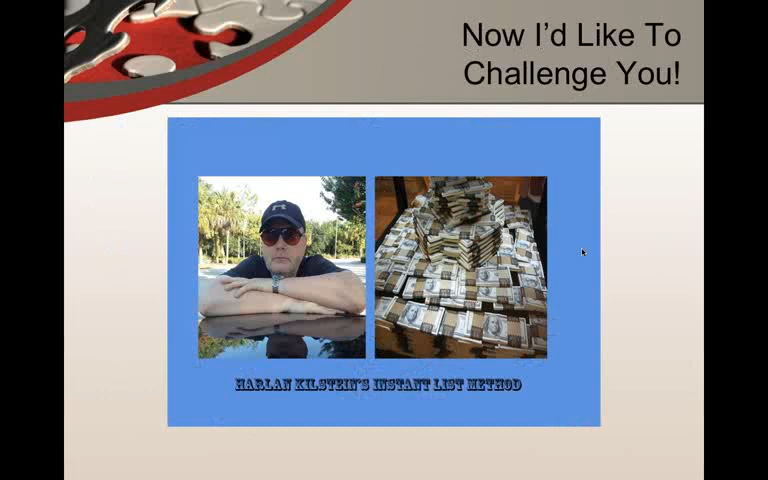 Now I'd Like To
Challenge You!
HARLAN KILSTEIN'S INSTANT LIST METHOD